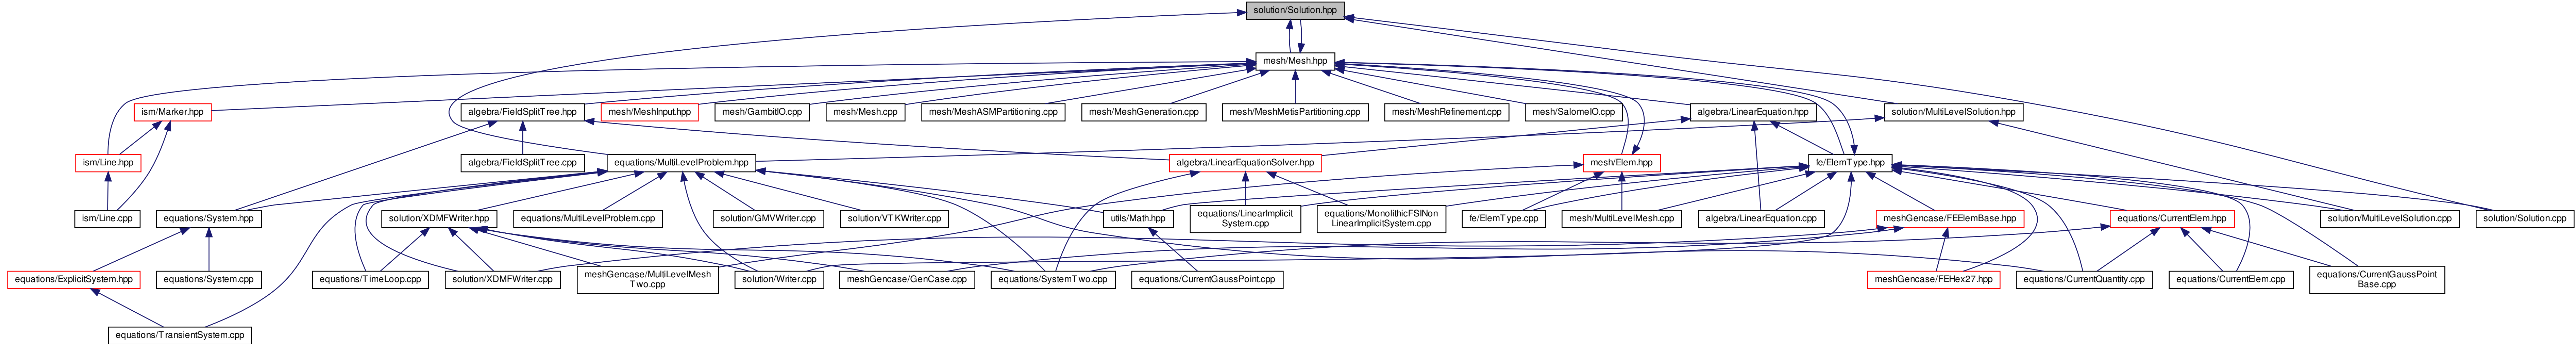 solution/Solution.hpp
mesh/Mesh.hpp
ism/Marker.hpp
algebra/FieldSplitTree.hpp
mesh/MeshInput.hpp
mesh/GambitIO.cpp
mesh/Mesh.cpp
mesh/MeshASMPartitioning.cpp
mesh/MeshGeneration.cpp
mesh/MeshMetisPartitioning.cpp
mesh/MeshRefinement.cpp
mesh/SalomeIO.cpp
algebra/LinearEquation.hpp
solution/MultiLevelSolution.hpp
ism/Line.hpp
algebra/FieldSplitTree.cpp
equations/MultiLevelProblem.hpp
algebra/LinearEquationSolver.hpp
mesh/Elem.hpp
fe/ElemType.hpp
ism/Line.cpp
equations/System.hpp
solution/XDMFWriter.hpp
equations/MultiLevelProblem.cpp
solution/GMVWriter.cpp
solution/VTKWriter.cpp
utils/Math.hpp
equations/LinearImplicit
System.cpp
equations/MonolithicFSINon
LinearImplicitSystem.cpp
fe/ElemType.cpp
mesh/MultiLevelMesh.cpp
algebra/LinearEquation.cpp
meshGencase/FEElemBase.hpp
equations/CurrentElem.hpp
solution/MultiLevelSolution.cpp
solution/Solution.cpp
equations/ExplicitSystem.hpp
equations/System.cpp
equations/TimeLoop.cpp
solution/XDMFWriter.cpp
meshGencase/MultiLevelMesh
Two.cpp
solution/Writer.cpp
meshGencase/GenCase.cpp
equations/SystemTwo.cpp
equations/CurrentGaussPoint.cpp
meshGencase/FEHex27.hpp
equations/CurrentQuantity.cpp
equations/CurrentElem.cpp
equations/CurrentGaussPoint
Base.cpp
equations/TransientSystem.cpp